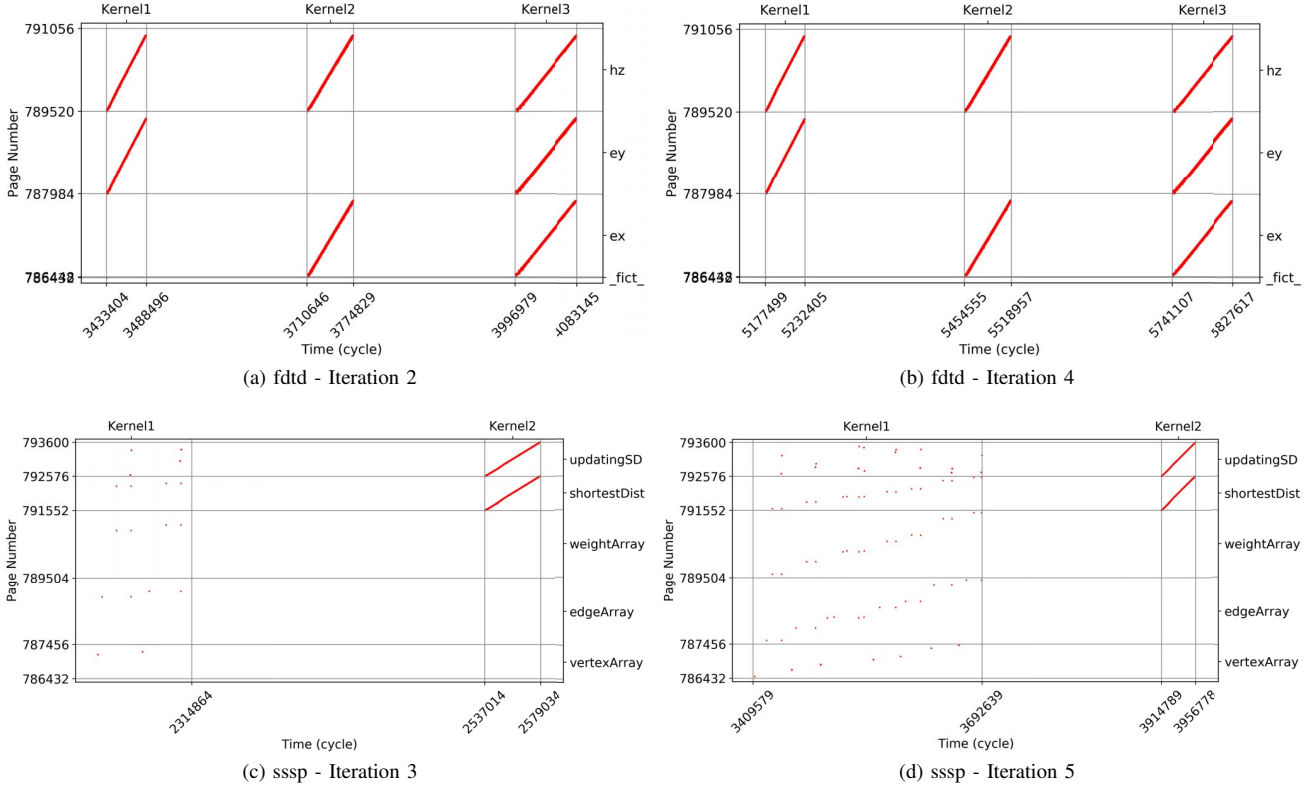 Kernel1 Kernel2 Kernel3
791056
789520
787984
Page Number
hz
ey
ex
_fict_
3433404 3488496 3710646 3774829 3996979 4083145
Time (cycle)
(a) fdtd - Iteration 2
Kernel1 Kernel2 Kernel3
791056
789520
787984
Page Number
hz
ey
ex
_fict_
5177499 5232405 5454555 5518957 5741107 5827617
Time (cycle)
(b) fdtd - Iteration 4
Kernel1 Kernel2
793600
792576
791552
789504
787456
786432
Page Number
updatingSD
shortestDist
weightArray
edgeArray
vertexArray
2314864 2537014 2579034
Time (cycle)
(c) sssp - Iteration 3
Kernel1 Kernel2
793600
792576
791552
789504
787456
786432
Page Number
updatingSD
shortestDist
weightArray
edgeArray
vertexArray
3409579 3692639 3914789 3956778
Time (cycle)
(d) sssp - Iteration 5